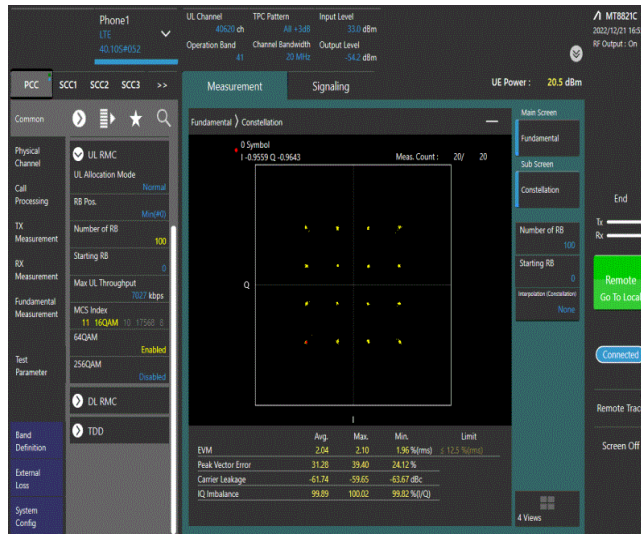 Phone1
LTE
40.10S#052
UL Channel TPC Pattern Input Level
40620 ch All +3dB 33.0 dBm
Operation Band Channel Bandwidth Output Level
41 20 MHz -54.2 dBm
MT8821C
2022/12/21 16:5
RF Output : On
PCC SCC1 SCC2 SCC3 >>
Measurement Signaling
UE Power : 20.5 dBm
Common
Physical
Channel
Call
Processing
TX
Measurement
RX
Measurement
Fundamental
Measurement
Test
Parameter
Band
Definition
External
Loss
System
Config
UL RMC
UL Allocation Mode
Normal
RB Pos.
Min(#0)
Number of RB
100
Starting RB
0
Max UL Throughput
7027 kbps
MCS Index
11 16QAM 10 17568 8
64QAM
Enabled
256QAM
Disabled
DL RMC
TDD
Fundamental ⟩ Constellation
0 Symbol
I -0.9559 Q -0.9643 Meas. Count : 20/ 20
Q
I
Avg. Max. Min. Limit
EVM 2.04 2.10 1.96 %(rms) ≤ 12.5 %(rms)
Peak Vector Error 31.28 39.40 24.12 %
Carrier Leakage -61.74 -59.65 -63.67 dBc
IQ Imbalance 99.89 100.02 99.82 %(I/Q)
Main Screen
Fundamental
Sub Screen
Constellation
Number of RB
100
Starting RB
0
Interpolation (Constellation)
None
4 Views
End
Tx
Rx
Remote
Go To Local
Connected
Remote Trac
Screen Off